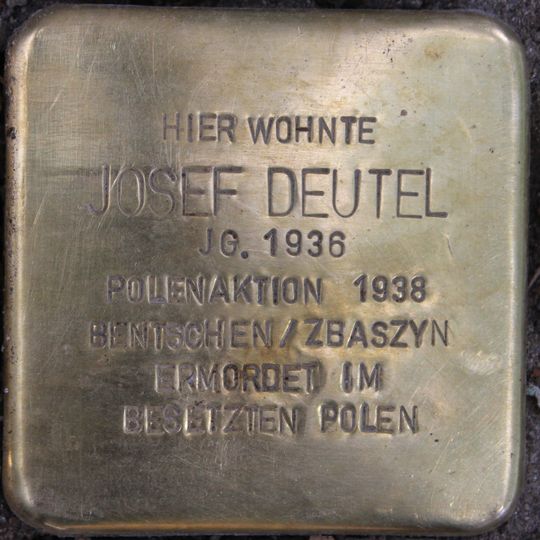 HIER WOHNTE
JOSEF DEUTEL
JG. 1936
POLENAKTION 1938
BENTSCHEN/ZBASZYN
ERMORDET IM
BESETZTEN POLEN